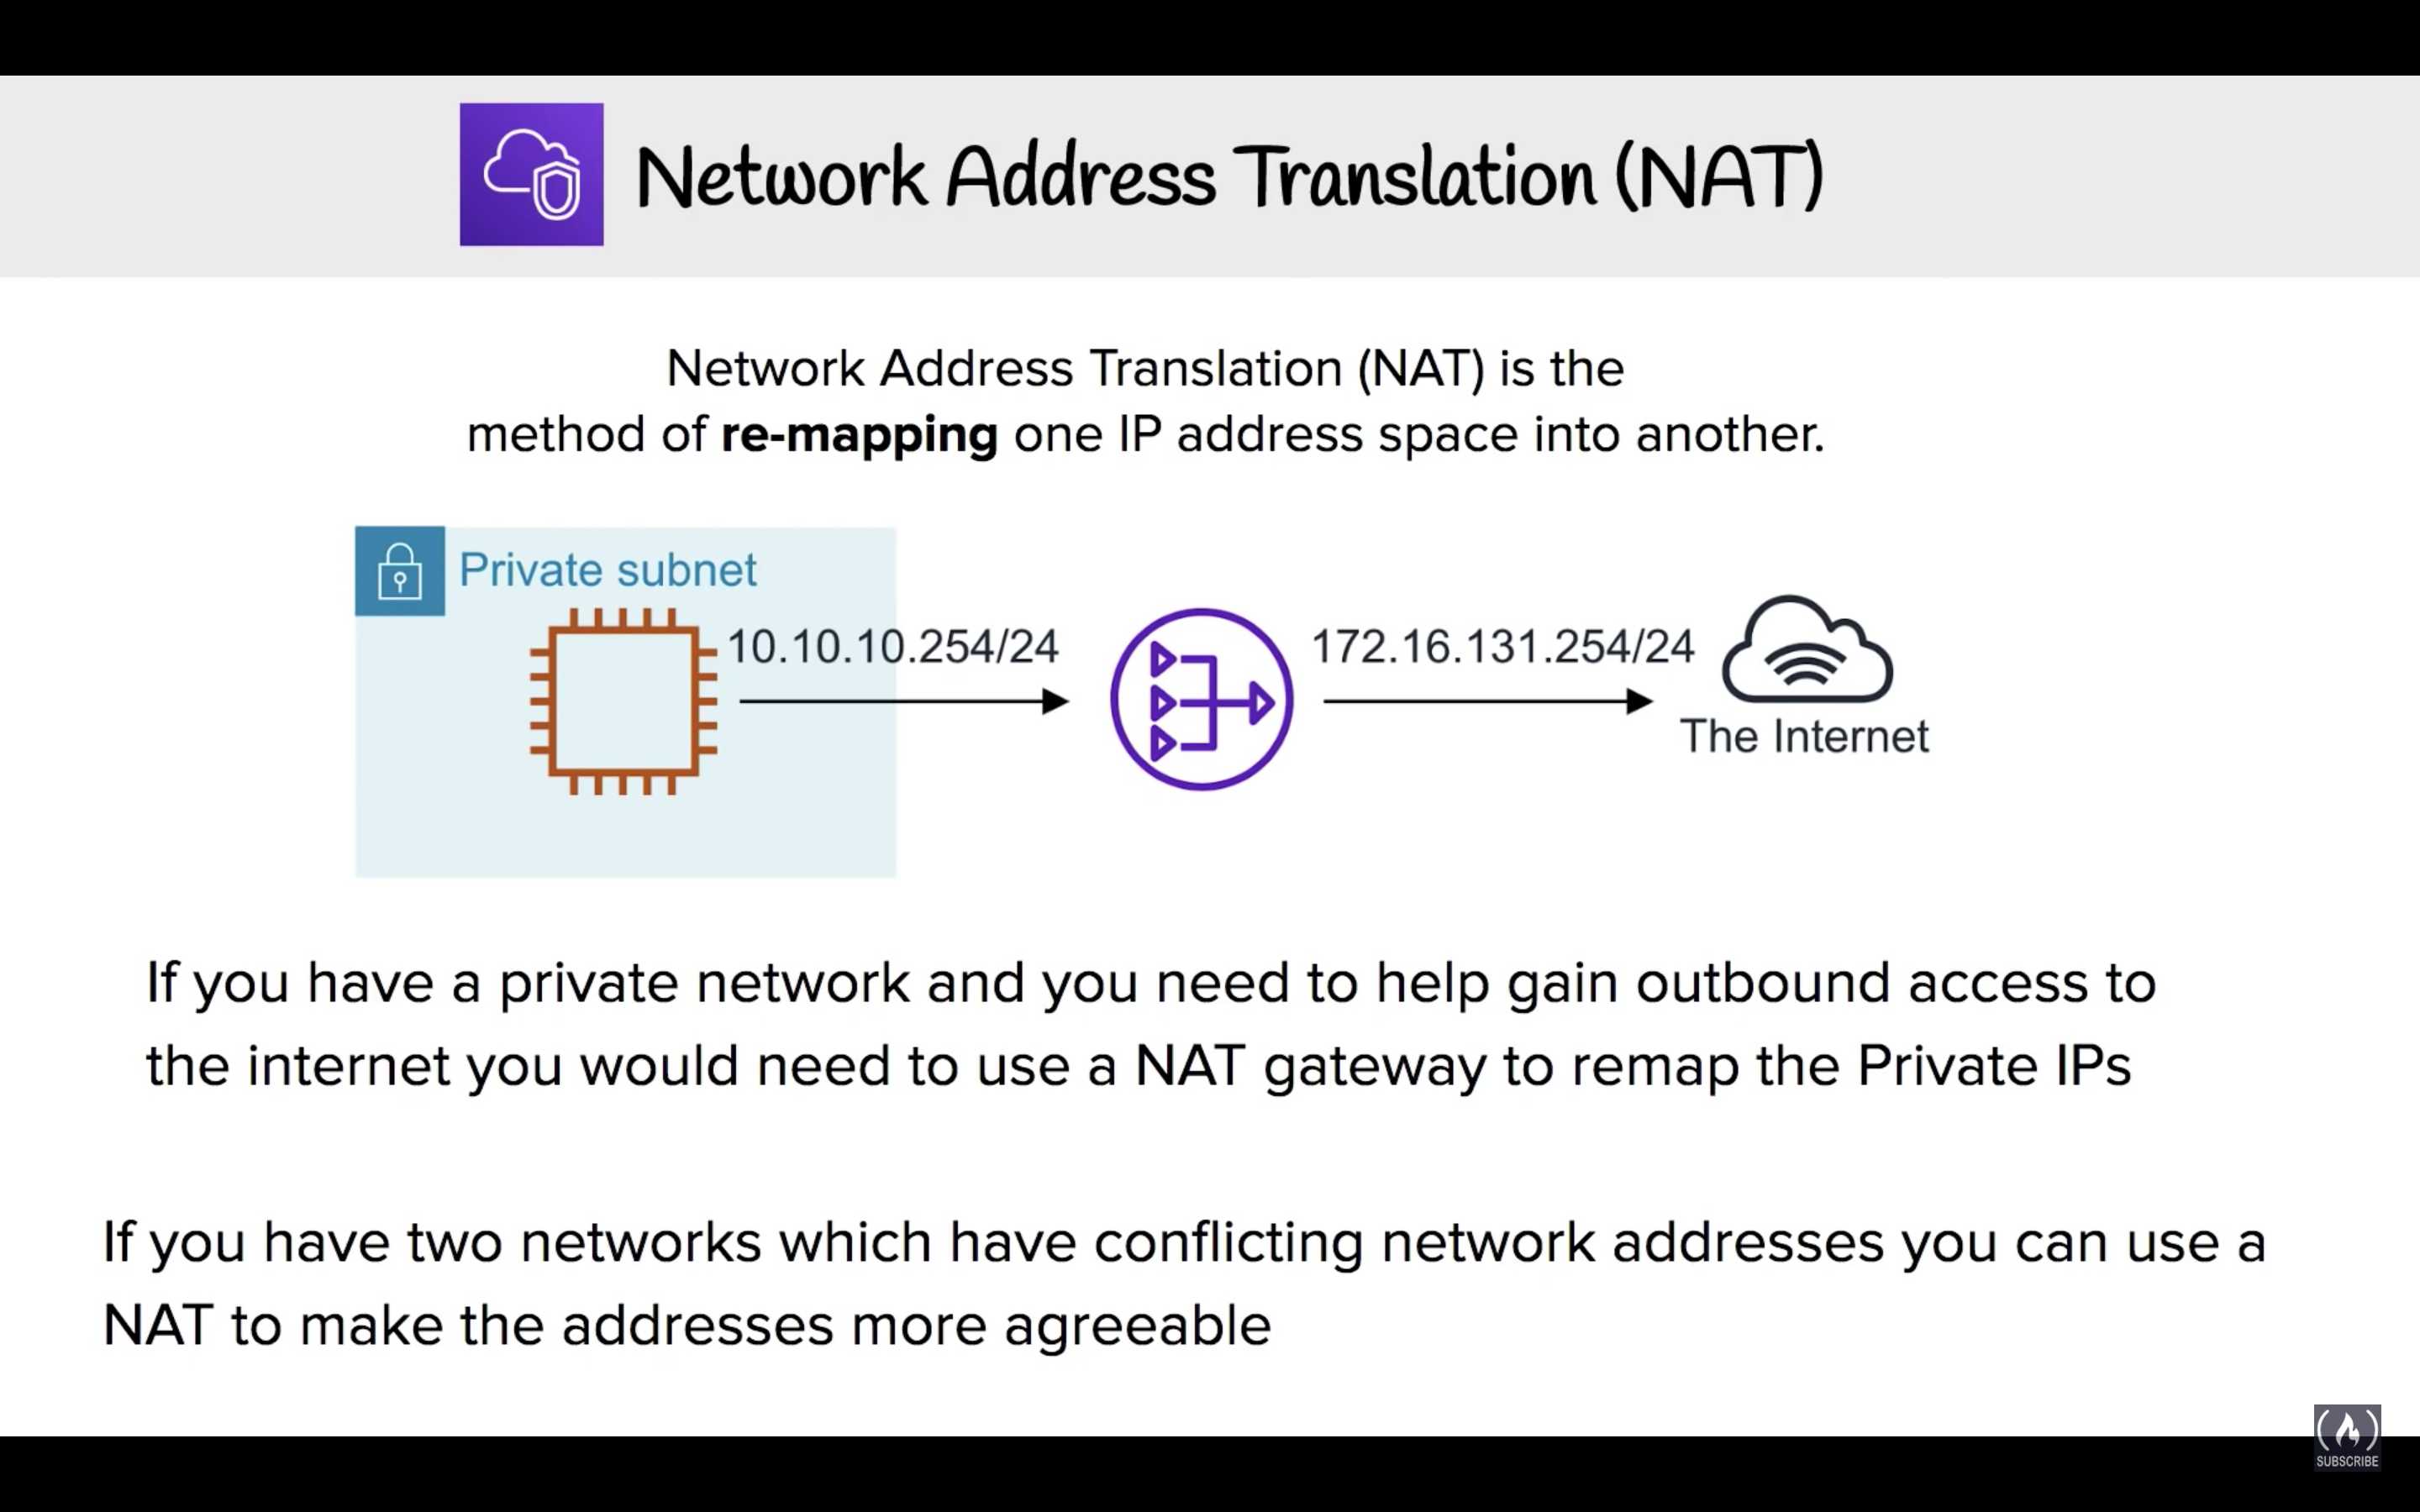 Network Address Translation (NAT)
Network Address Translation (NAT) is the
method of re-mapping one IP address space into another.
Private subnet
10.10.10.254/24
172.16.131.254/24
The Internet
If you have a private network and you need to help gain outbound access to
the internet you would need to use a NAT gateway to remap the Private IPs
If you have two networks which have conflicting network addresses you can use a
NAT to make the addresses more agreeable
SUBSCRIBE